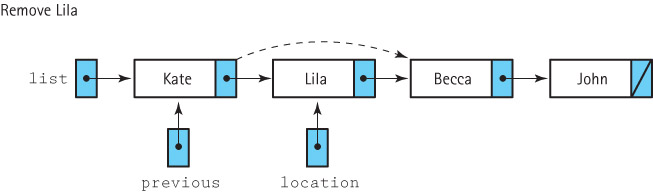 Remove Lila
list Kate Lila Becca John
previous location